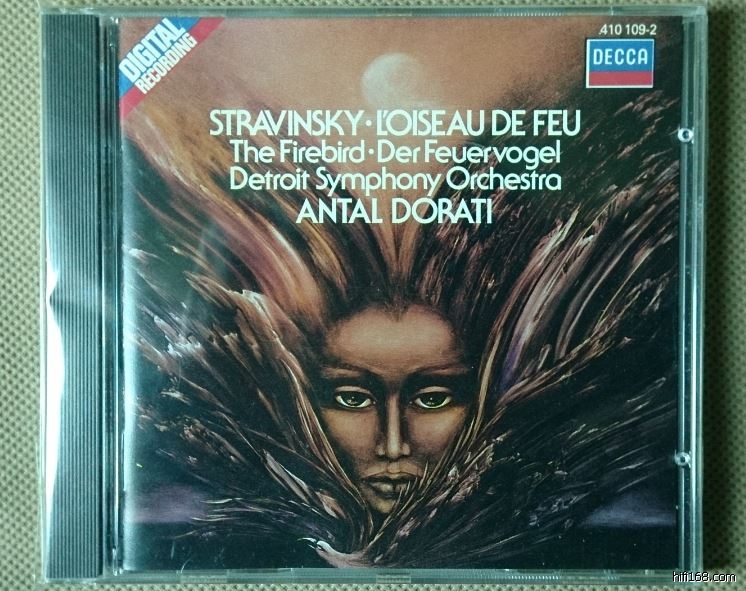 DIGITAL
RECORDING
410 109-2
DECCA
STRAVINSKY · L'OISEAU DE FEU
The Firebird · Der Feuervogel
Detroit Symphony Orchestra
ANTAL DORATI
hifi168.com